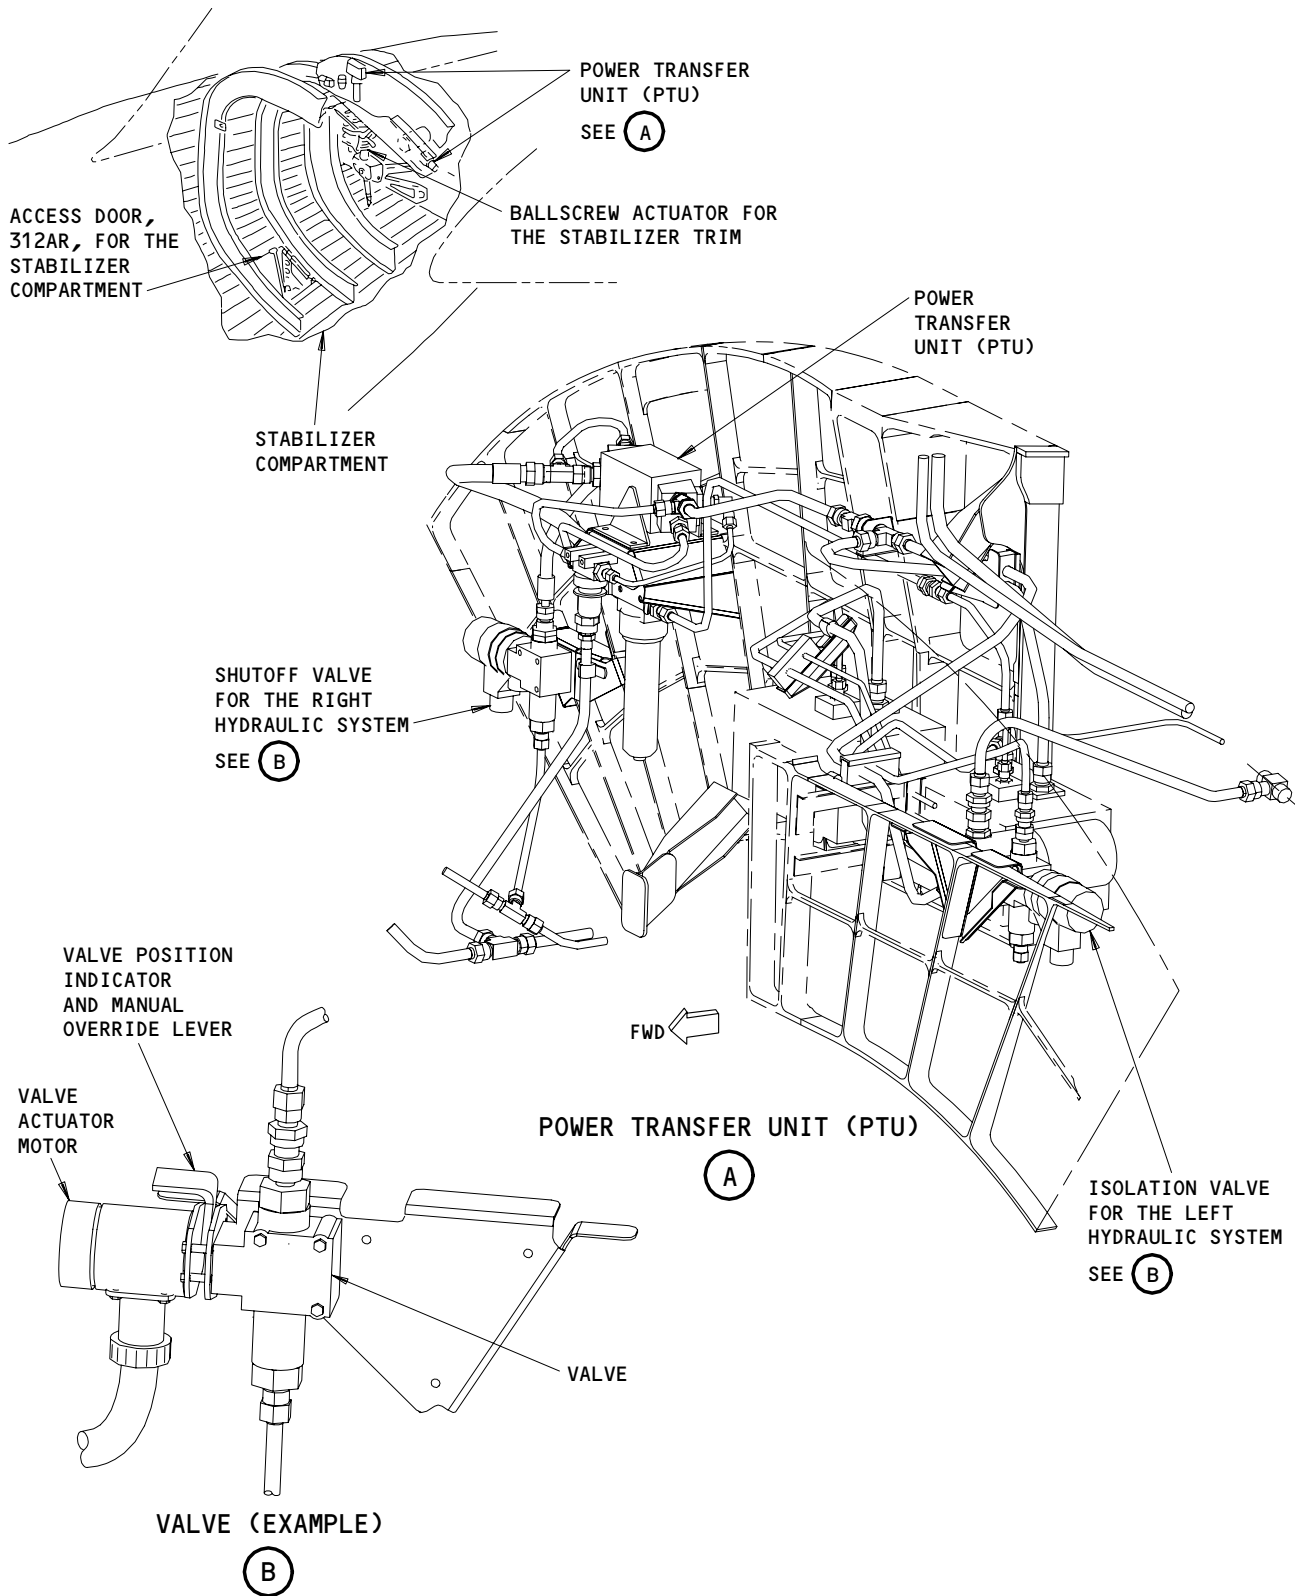 POWER TRANSFER
UNIT (PTU)
SEE A
ACCESS DOOR,
312AR, FOR THE
STABILIZER
COMPARTMENT
BALLSCREW ACTUATOR FOR
THE STABILIZER TRIM
STABILIZER
COMPARTMENT
POWER
TRANSFER
UNIT (PTU)
SHUTOFF VALVE
FOR THE RIGHT
HYDRAULIC SYSTEM
SEE B
FWD
POWER TRANSFER UNIT (PTU)
A
ISOLATION VALVE
FOR THE LEFT
HYDRAULIC SYSTEM
SEE B
VALVE POSITION
INDICATOR
AND MANUAL
OVERRIDE LEVER
VALVE
ACTUATOR
MOTOR
VALVE
VALVE (EXAMPLE)
B